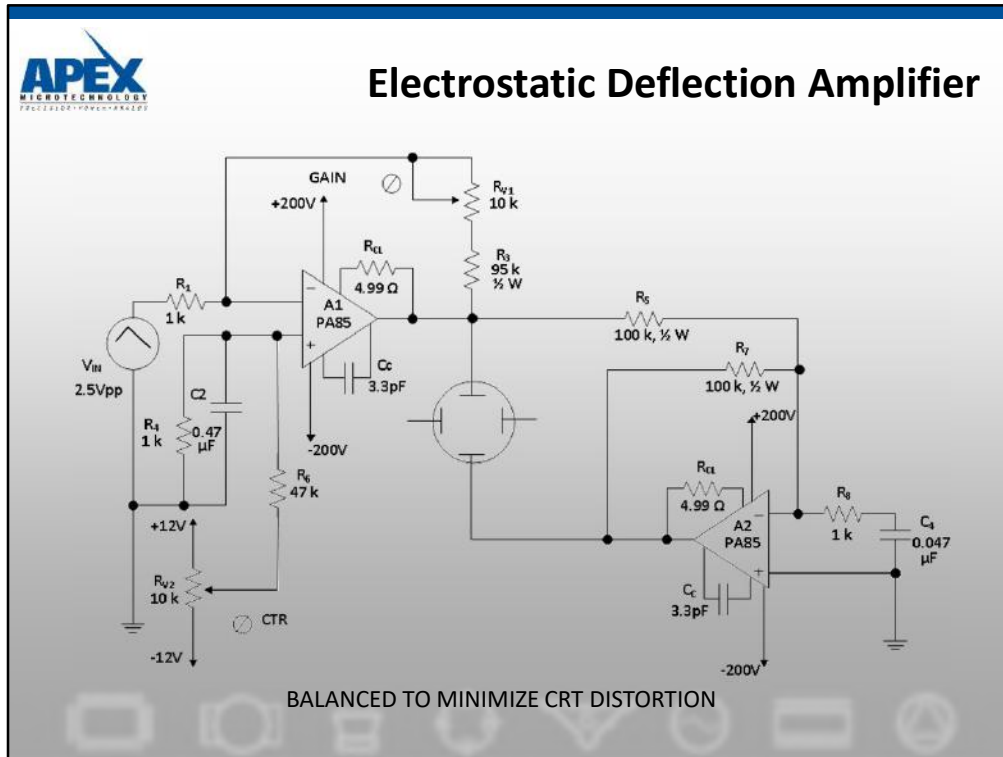 APEX
MICROTECHNOLOGY
PRECISION•POWER•ANALOG
Electrostatic Deflection Amplifier
GAIN
+200V
RV1
10 k
RCL
4.99 Ω
R3
95 k
½ W
R1
1 k
−
A1
PA85
+
R5
100 k, ½ W
VIN
2.5Vpp
CC
3.3pF
R7
100 k, ½ W
C2
0.47
µF
R4
1 k
-200V
+200V
R6
47 k
RCL
4.99 Ω
−
A2
PA85
+
R8
1 k
C4
0.047
µF
+12V
RV2
10 k
CTR
CC
3.3pF
-12V
-200V
BALANCED TO MINIMIZE CRT DISTORTION